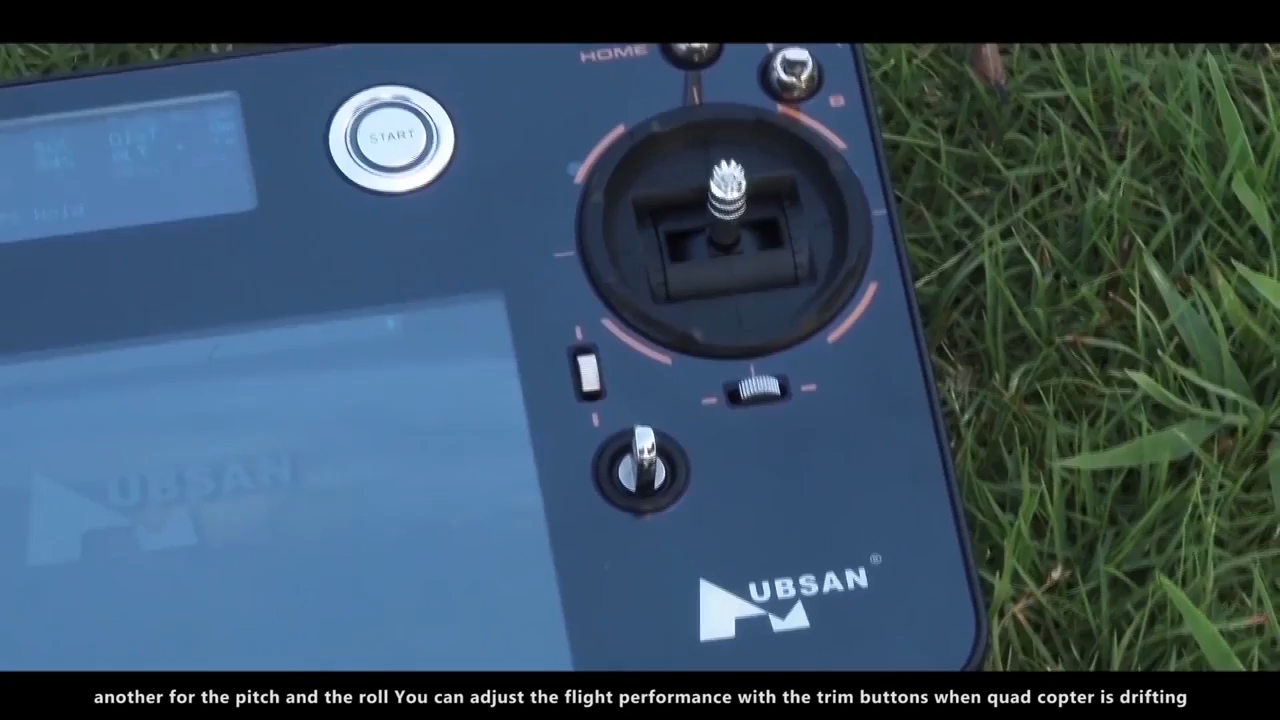 HOME
B
START
UBSAN
UBSAN®
another for the pitch and the roll You can adjust the flight performance with the trim buttons when quad copter is drifting